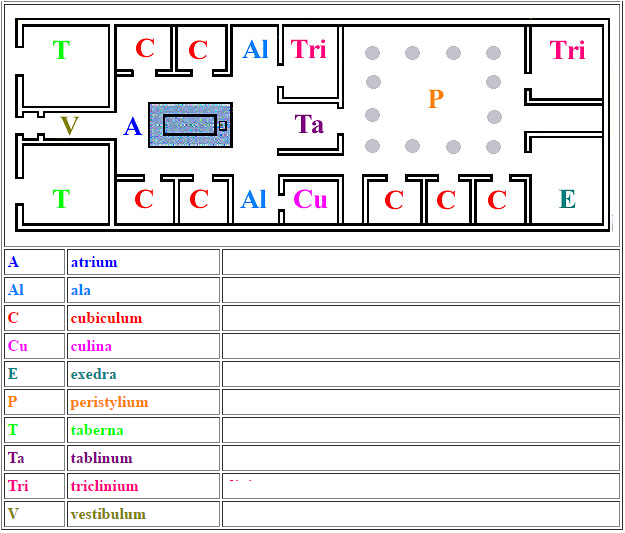 T C C Al Tri Tri
P
V A Ta
T C C Al Cu C C C E
A atrium
Al ala
C cubiculum
Cu culina
E exedra
P peristylium
T taberna
Ta tablinum
Tri triclinium
V vestibulum